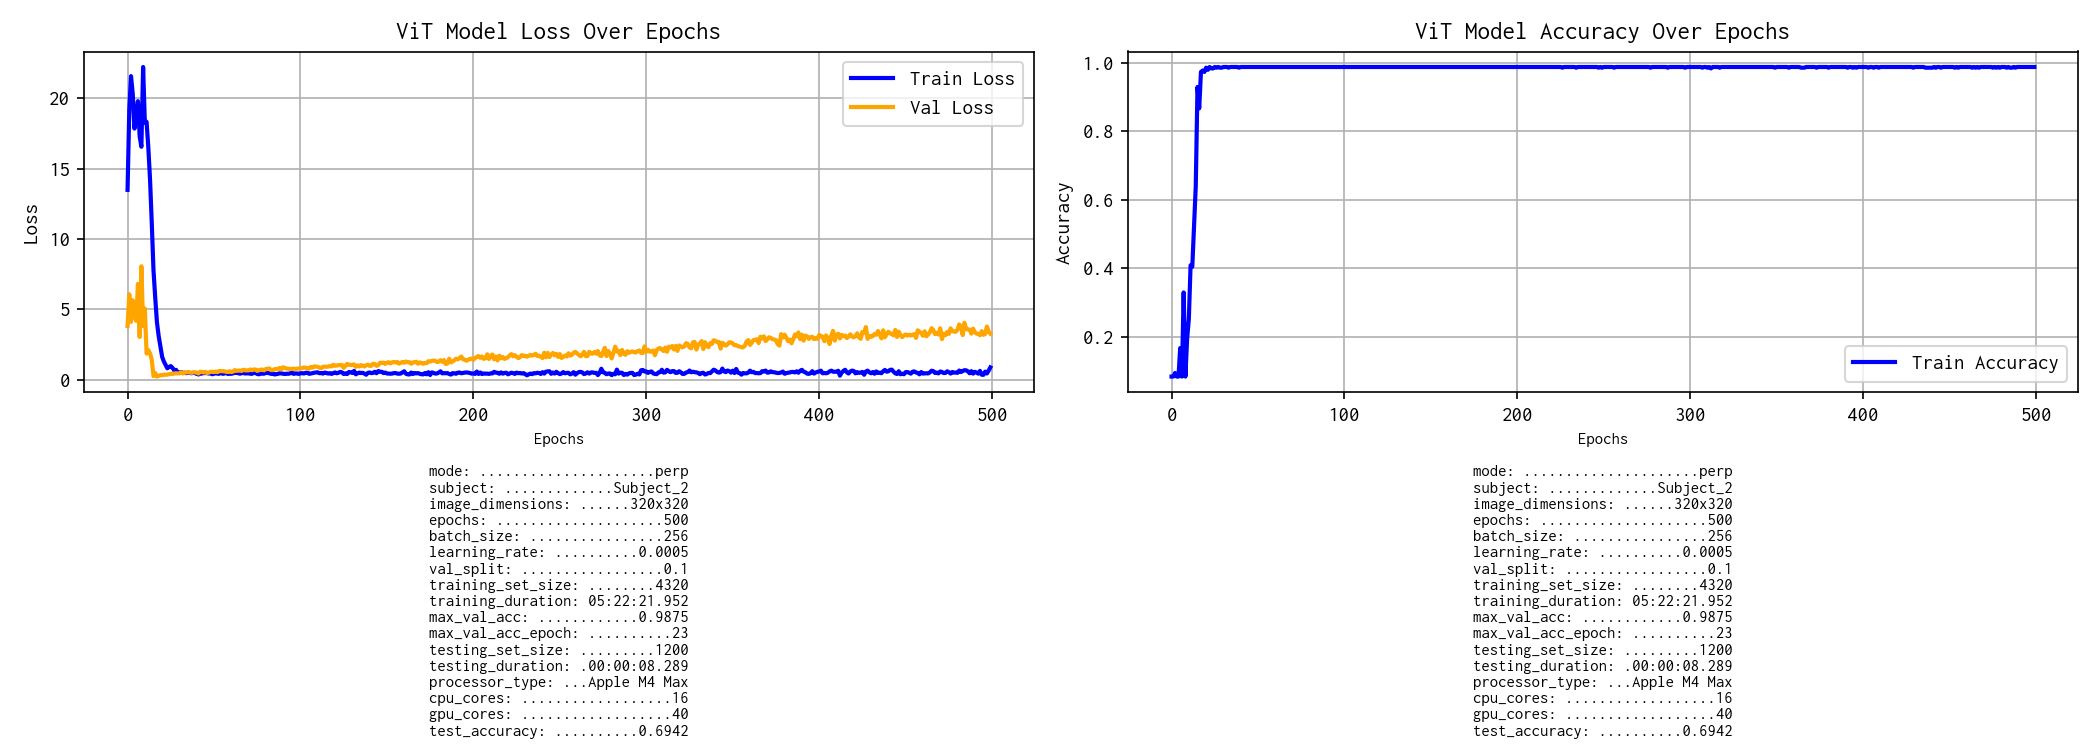 ViT Model Loss Over Epochs
Train Loss
Val Loss
20
15
10
5
0
Loss
0 100 200 300 400 500
Epochs
mode: .....................perp
subject: .............Subject_2
image_dimensions: ......320x320
epochs: ....................500
batch_size: ................256
learning_rate: ..........0.0005
val_split: .................0.1
training_set_size: ........4320
training_duration: 05:22:21.952
max_val_acc: ............0.9875
max_val_acc_epoch: ..........23
testing_set_size: .........1200
testing_duration: .00:00:08.289
processor_type: ...Apple M4 Max
cpu_cores: ..................16
gpu_cores: ..................40
test_accuracy: ..........0.6942
ViT Model Accuracy Over Epochs
1.0
0.8
0.6
0.4
0.2
Accuracy
Train Accuracy
0 100 200 300 400 500
Epochs
mode: .....................perp
subject: .............Subject_2
image_dimensions: ......320x320
epochs: ....................500
batch_size: ................256
learning_rate: ..........0.0005
val_split: .................0.1
training_set_size: ........4320
training_duration: 05:22:21.952
max_val_acc: ............0.9875
max_val_acc_epoch: ..........23
testing_set_size: .........1200
testing_duration: .00:00:08.289
processor_type: ...Apple M4 Max
cpu_cores: ..................16
gpu_cores: ..................40
test_accuracy: ..........0.6942